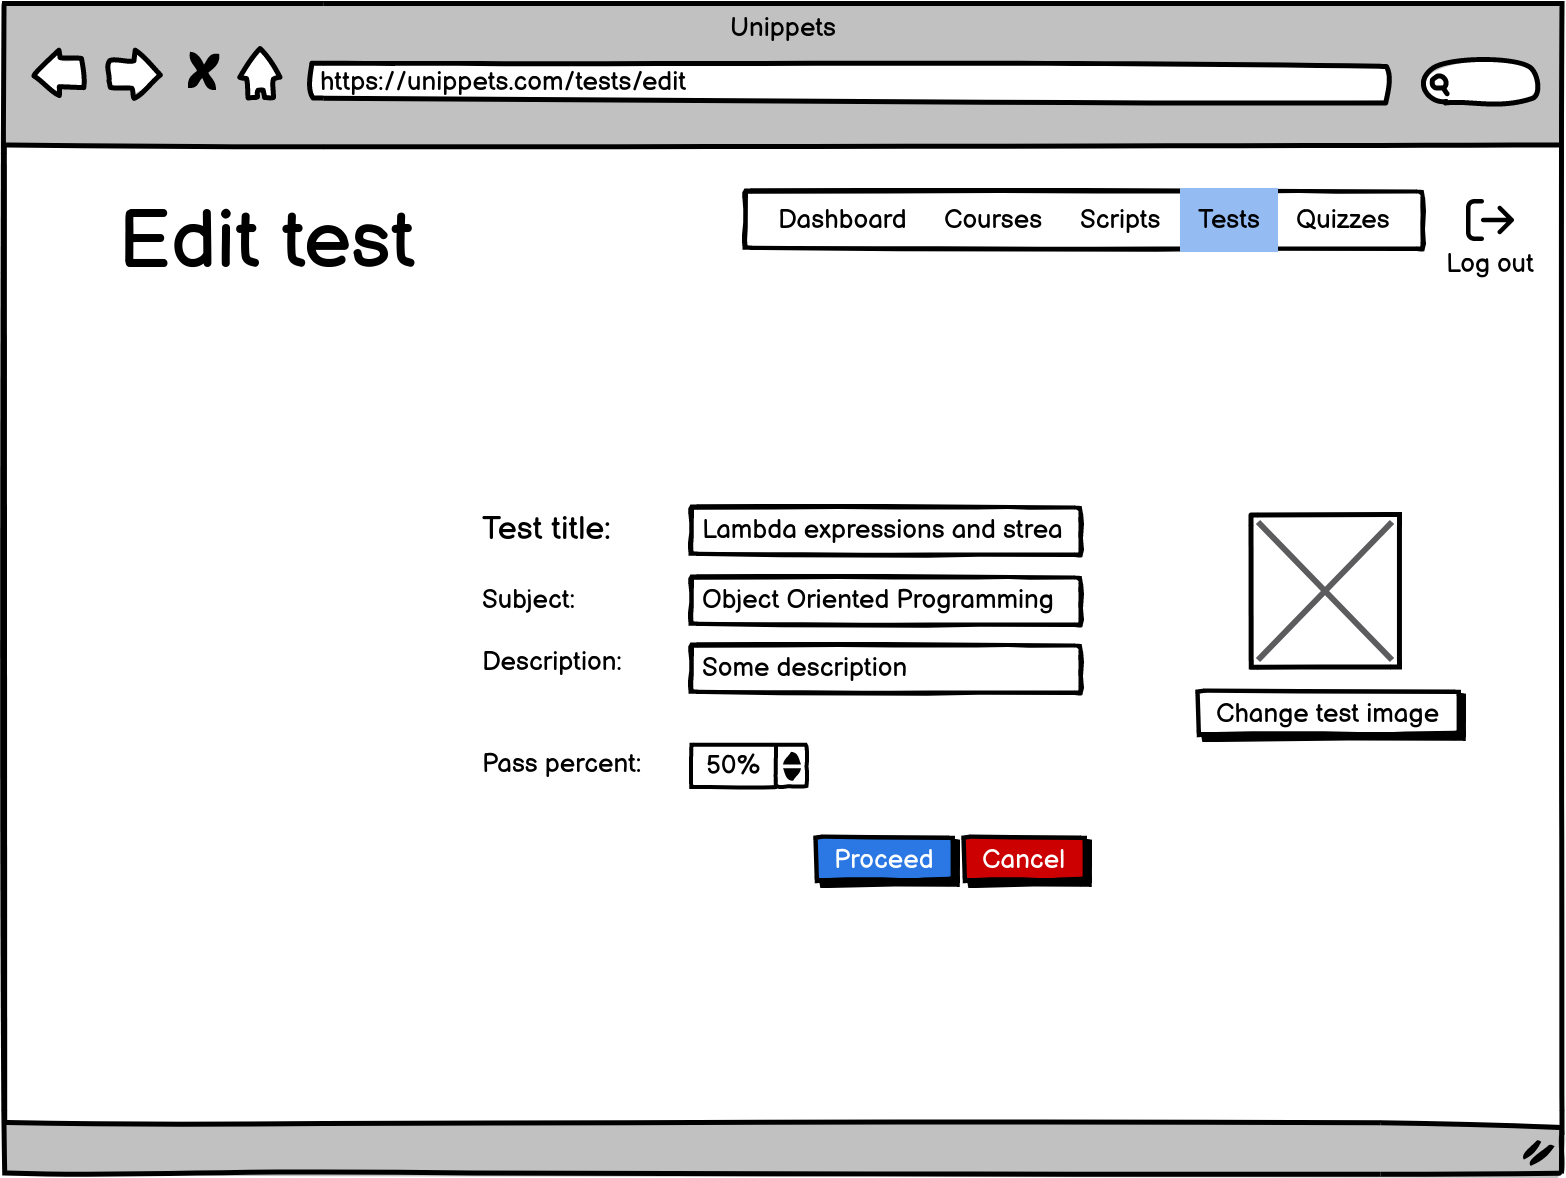 Unippets
https://unippets.com/tests/edit
Edit test
Dashboard Courses Scripts Tests Quizzes
Log out
Test title: Lambda expressions and strea
Subject: Object Oriented Programming
Description: Some description
Change test image
Pass percent: 50%
Proceed Cancel